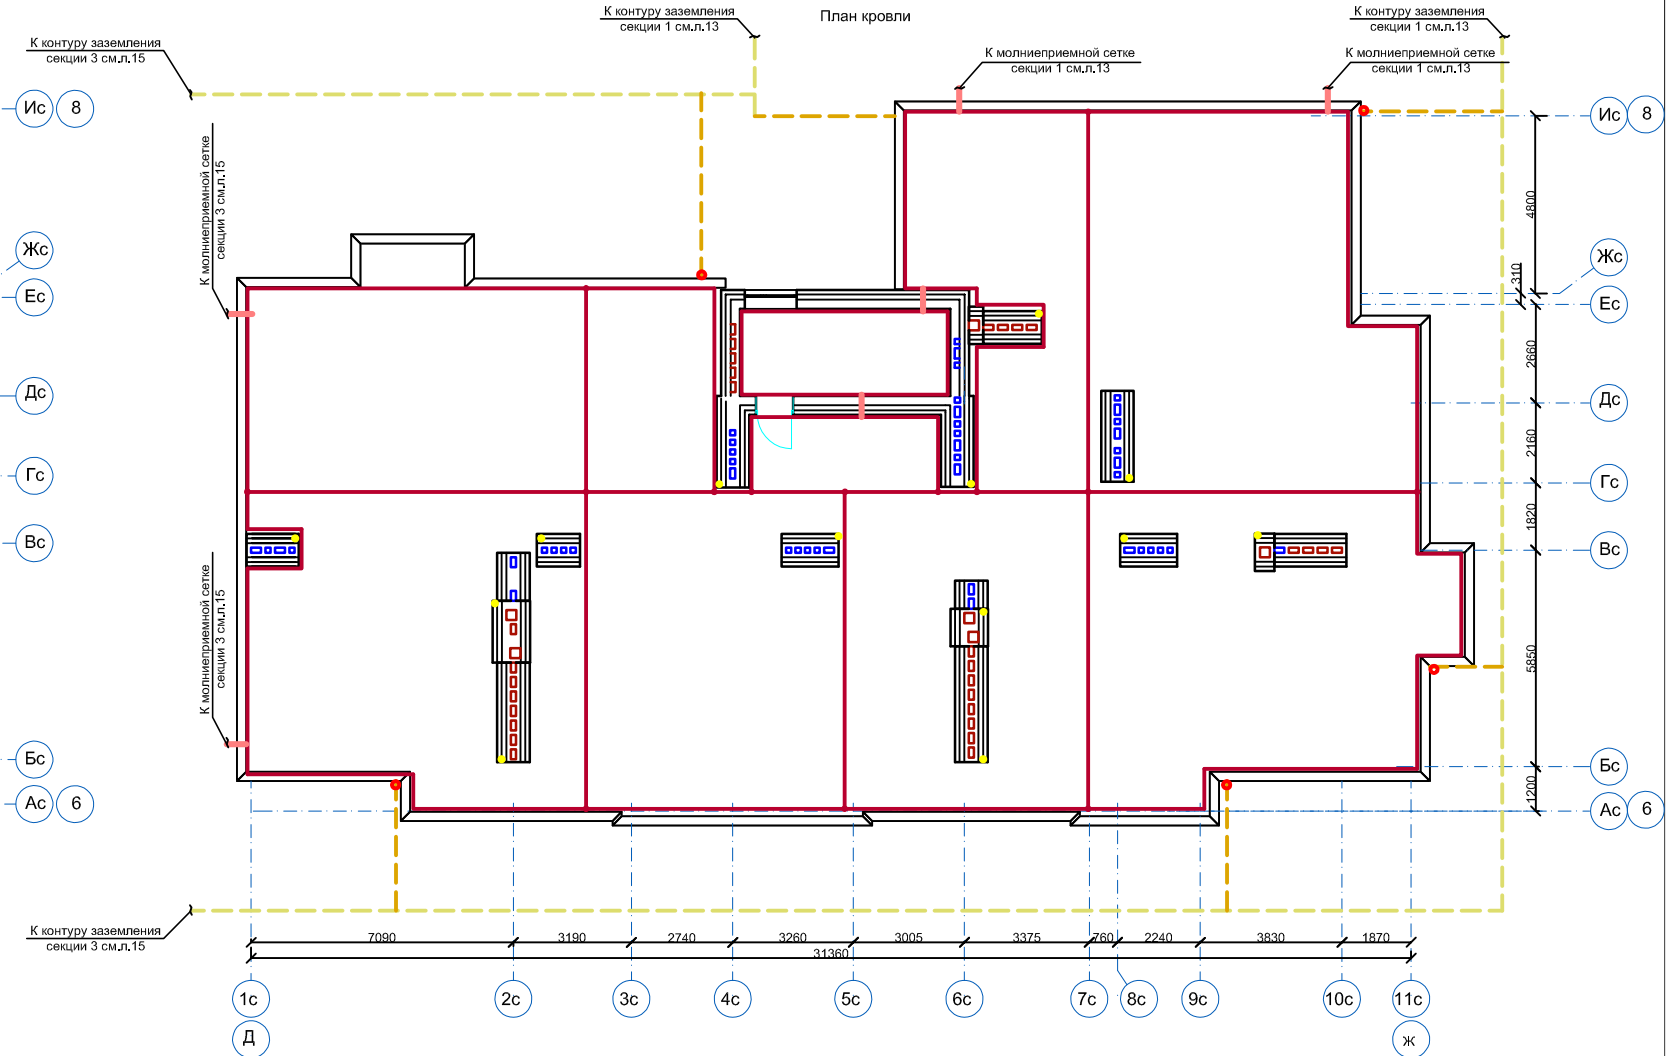 План кровли
К контуру заземления
секции 1 см.л.13
К контуру заземления
секции 1 см.л.13
К контуру заземления
секции 3 см.л.15
К молниеприемной сетке
секции 1 см.л.13
К молниеприемной сетке
секции 1 см.л.13
Ис 8
Ис 8
К молниеприемной сетке
секции 3 см.л.15
4800
Жс
Жс
310
Ес
Ес
2660
Дс
Дс
2160
Гс
Гс
1820
Вс
Вс
К молниеприемной сетке
секции 3 см.л.15
5850
Бс
Бс
1200
Ас 6
Ас 6
К контуру заземления
секции 3 см.л.15
7090 3190 2740 3260 3005 3375 760 2240 3830 1870
31360
1с 2с 3с 4с 5с 6с 7с 8с 9с 10с 11с
Д ж